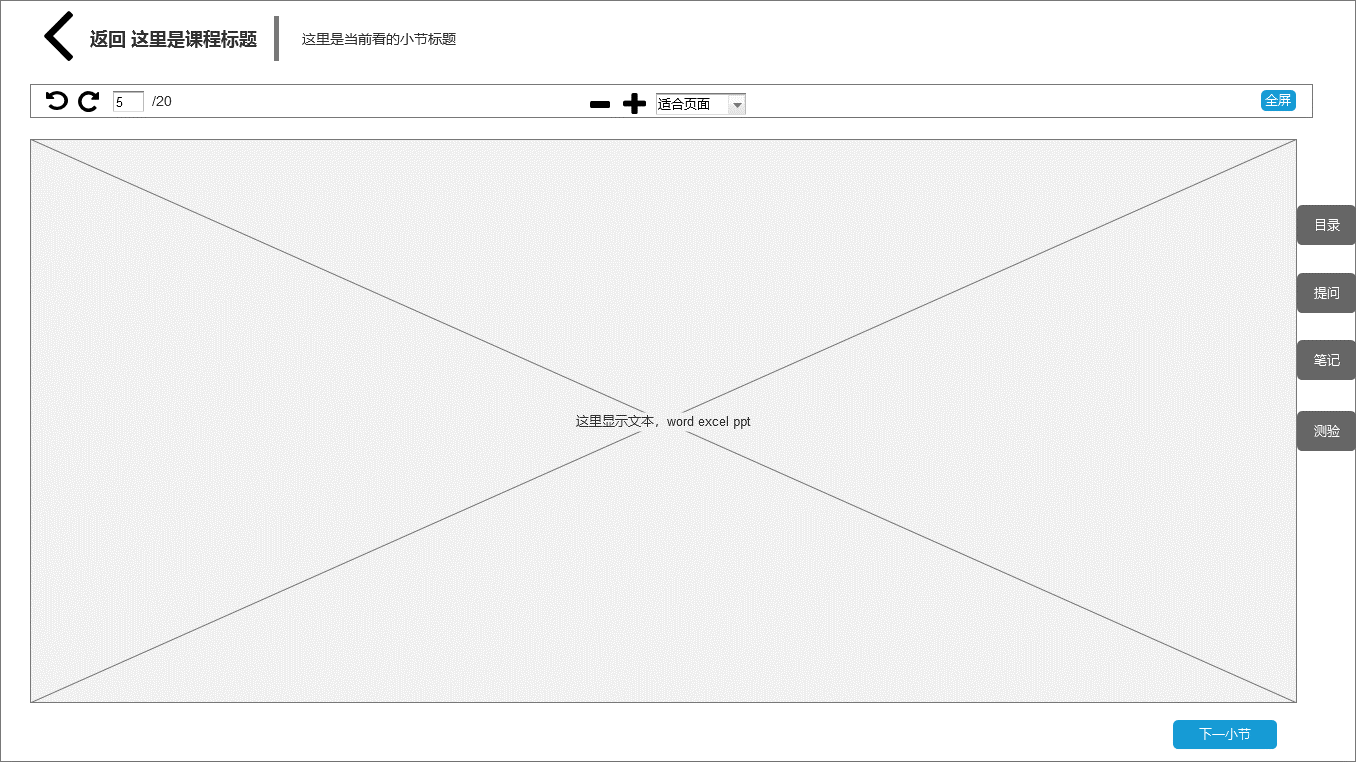 返回 这里是课程标题
这里是当前看的小节标题
5 /20
适合页面
全屏
目录
提问
笔记
这里显示文本，word excel ppt
测验
下一小节